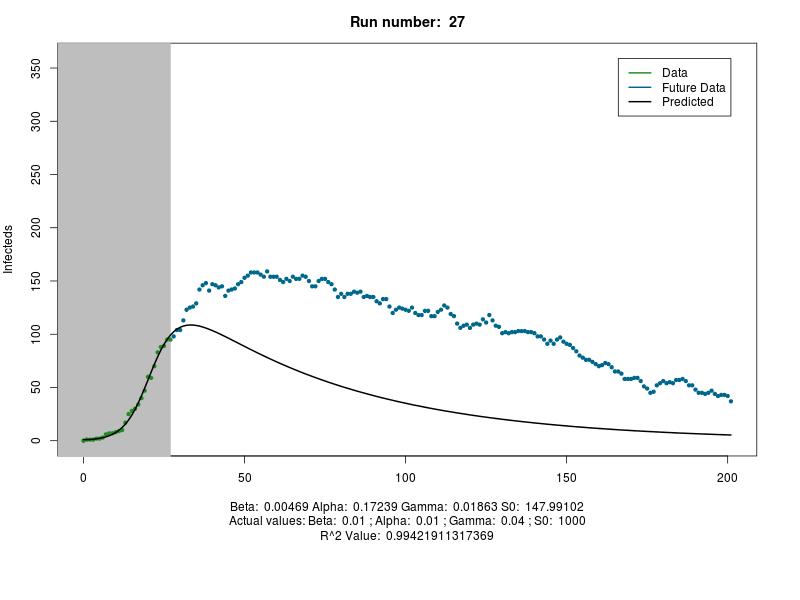 Run number: 27
350
300
250
200
150
100
50
0
Infecteds
Data
Future Data
Predicted
0 50 100 150 200
Beta: 0.00469 Alpha: 0.17239 Gamma: 0.01863 S0: 147.99102
Actual values: Beta: 0.01 ; Alpha: 0.01 ; Gamma: 0.04 ; S0: 1000
R^2 Value: 0.99421911317369